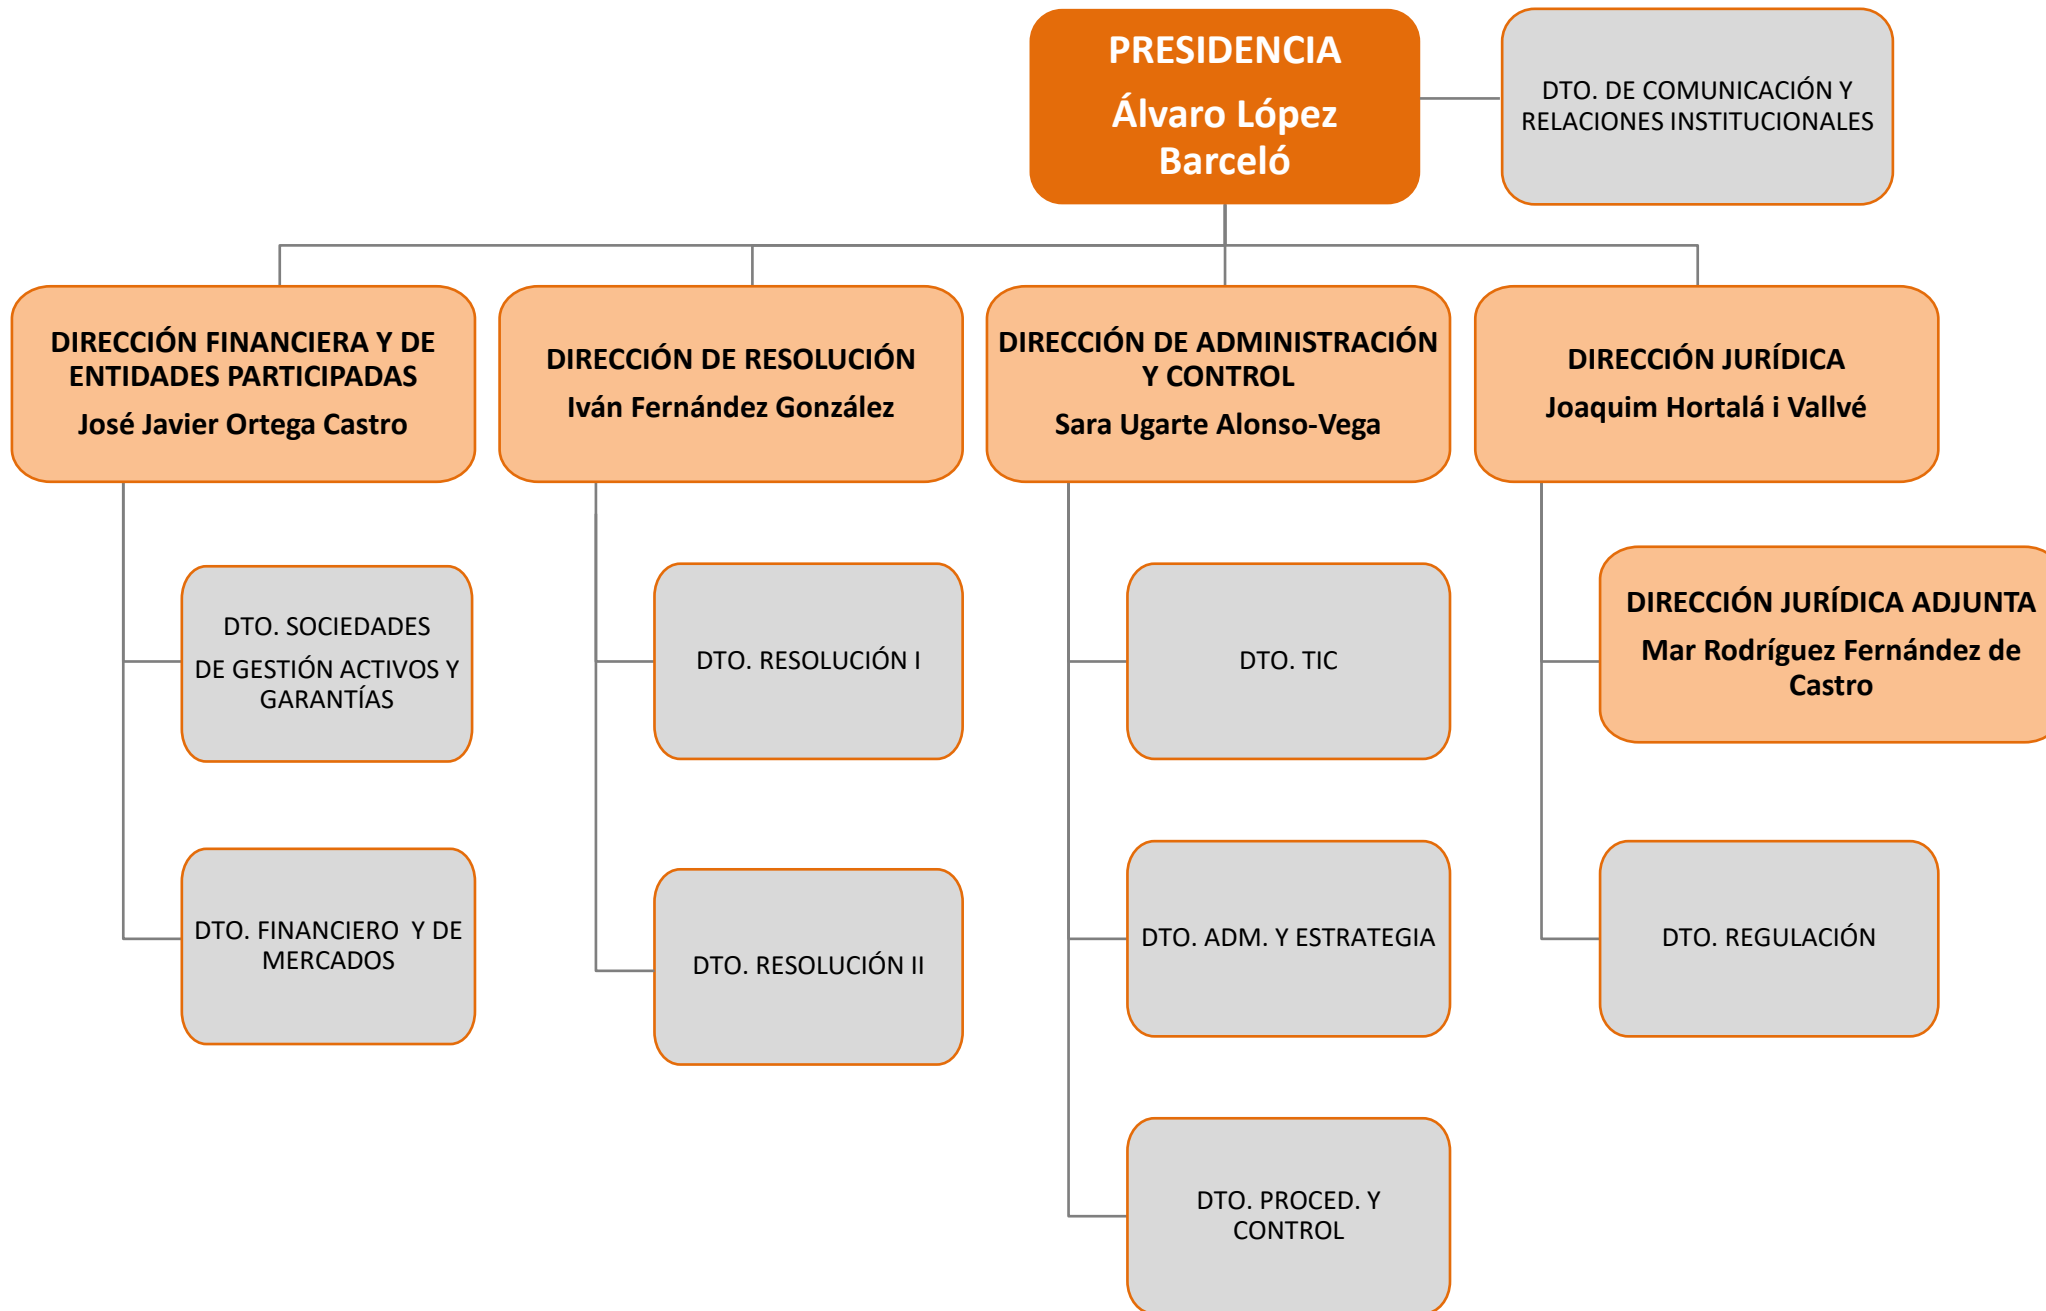 PRESIDENCIA
Álvaro López
Barceló
DTO. DE COMUNICACIÓN Y
RELACIONES INSTITUCIONALES
DIRECCIÓN FINANCIERA Y DE
ENTIDADES PARTICIPADAS
José Javier Ortega Castro
DIRECCIÓN DE RESOLUCIÓN
Iván Fernández González
DIRECCIÓN DE ADMINISTRACIÓN
Y CONTROL
Sara Ugarte Alonso-Vega
DIRECCIÓN JURÍDICA
Joaquim Hortalá i Vallvé
DTO. SOCIEDADES
DE GESTIÓN ACTIVOS Y
GARANTÍAS
DTO. RESOLUCIÓN I
DTO. TIC
DIRECCIÓN JURÍDICA ADJUNTA
Mar Rodríguez Fernández de
Castro
DTO. FINANCIERO  Y DE
MERCADOS
DTO. RESOLUCIÓN II
DTO. ADM. Y ESTRATEGIA
DTO. REGULACIÓN
DTO. PROCED. Y
CONTROL